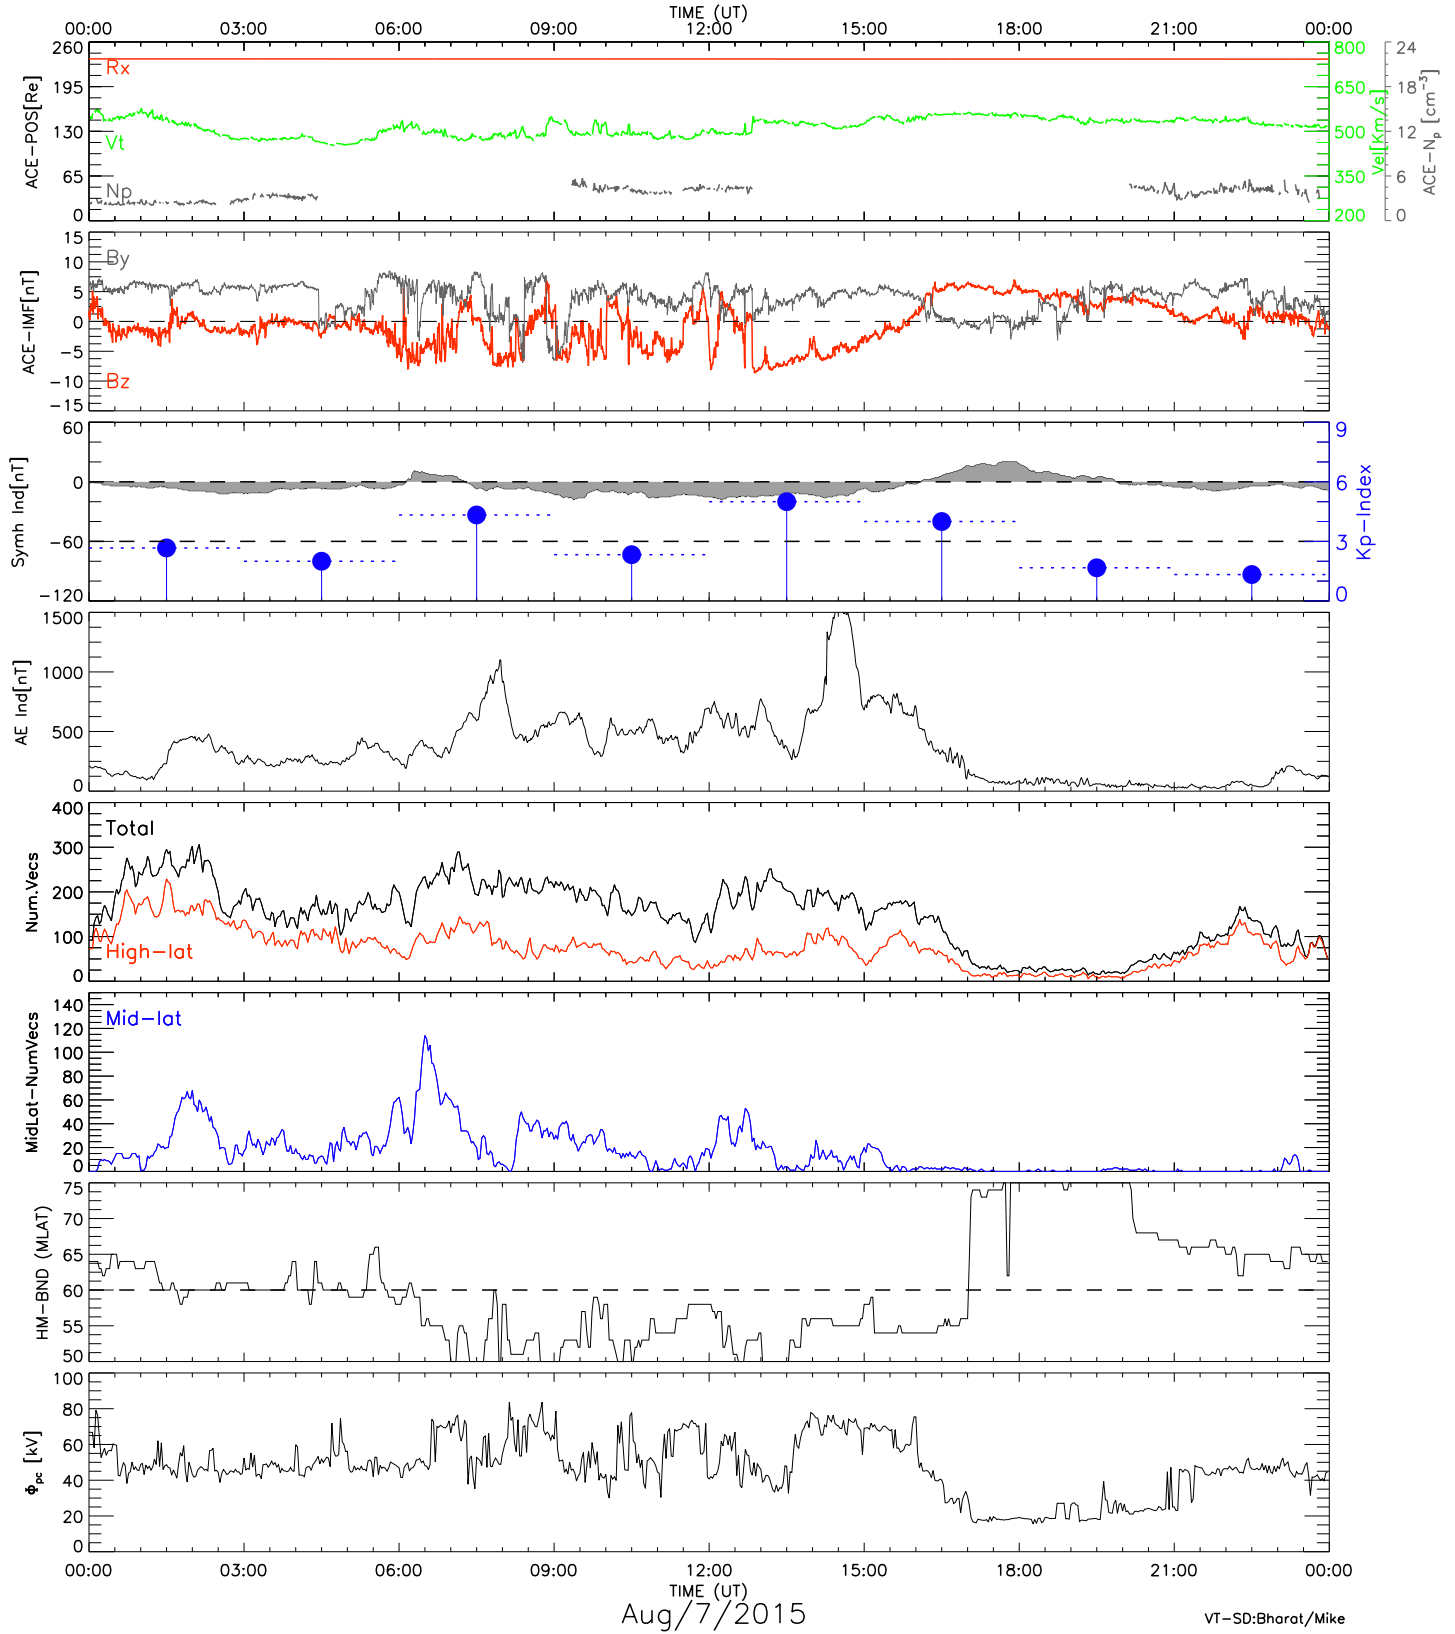 TIME (UT)
00:00 03:00 06:00 09:00 12:00 15:00 18:00 21:00 00:00
ACE-POS[Re]
260
195
130
65
0
Rx
Vt
Np
800
650
500
350
200
Vel[Km/s]
24
18
12
6
0
ACE-Np [cm-3]
ACE-IMF[nT]
15
10
5
0
-5
-10
-15
By
Bz
Symh Ind[nT]
60
0
-60
-120
9
6
3
0
Kp-Index
AE Ind[nT]
1500
1000
500
0
Num.Vecs
400
300
200
100
0
Total
High-lat
MidLat-NumVecs
140
120
100
80
60
40
20
0
Mid-lat
HM-BND (MLAT)
75
70
65
60
55
50
Φpc [kV]
100
80
60
40
20
0
00:00 03:00 06:00 09:00 12:00 15:00 18:00 21:00 00:00
TIME (UT)
Aug/7/2015
VT-SD:Bharat/Mike